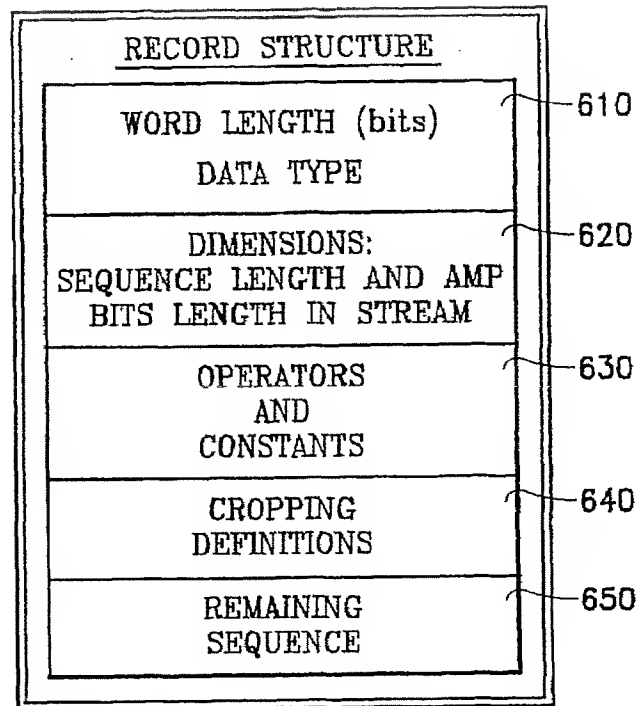 RECORD STRUCTURE
WORD LENGTH (bits)
DATA TYPE
610
DIMENSIONS:
SEQUENCE LENGTH AND AMP
BITS LENGTH IN STREAM
620
OPERATORS
AND
CONSTANTS
630
CROPPING
DEFINITIONS
640
REMAINING
SEQUENCE
650